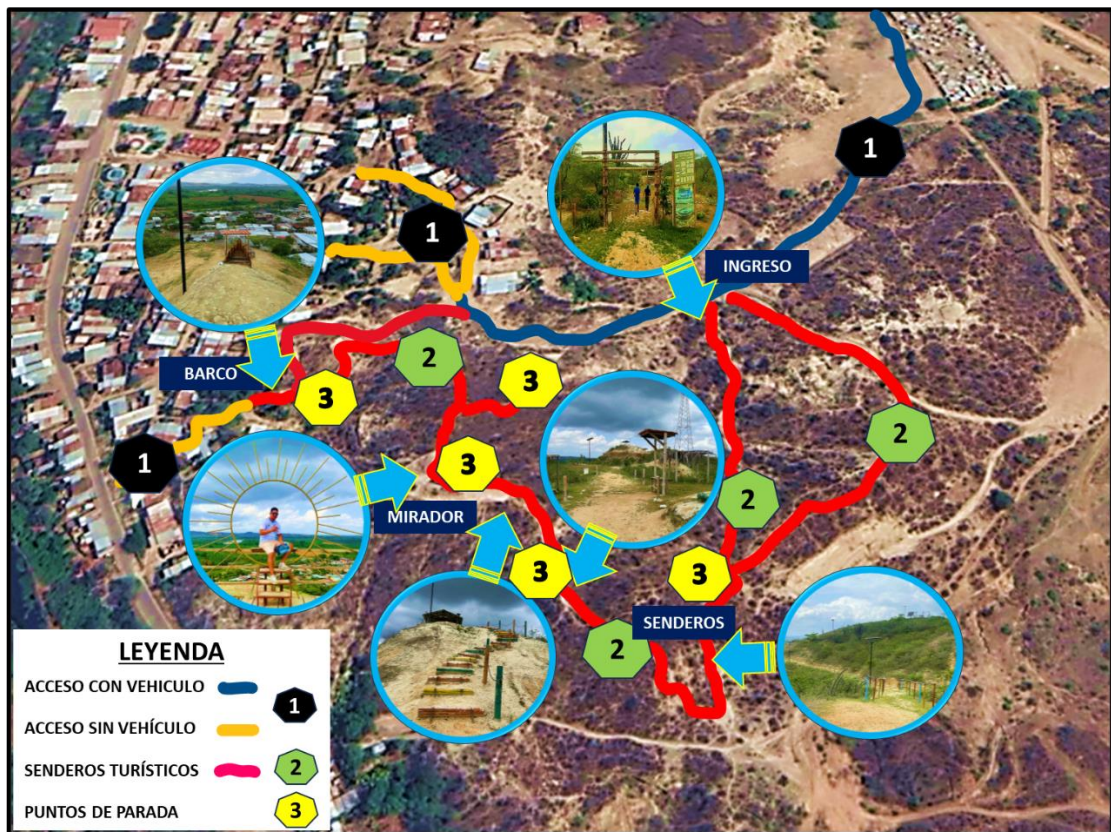 1
1
INGRESO
BARCO
2
3
3
2
1
3
MIRADOR
2
3
3
SENDEROS
2
LEYENDA
ACCESO CON VEHICULO
1
ACCESO SIN VEHÍCULO
SENDEROS TURÍSTICOS
2
PUNTOS DE PARADA
3